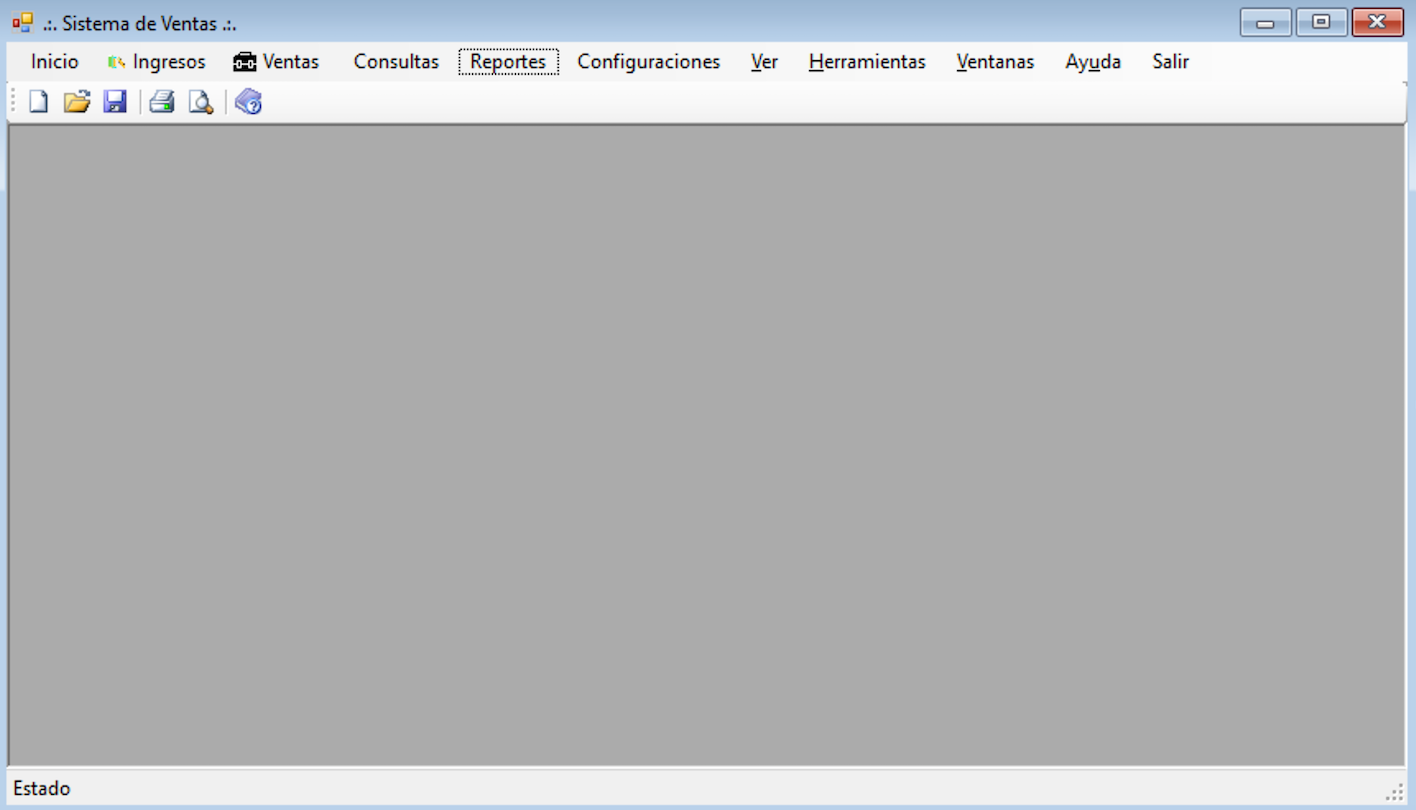 .:. Sistema de Ventas .:.
Inicio Ingresos Ventas Consultas Reportes Configuraciones Ver Herramientas Ventanas Ayuda Salir
Estado